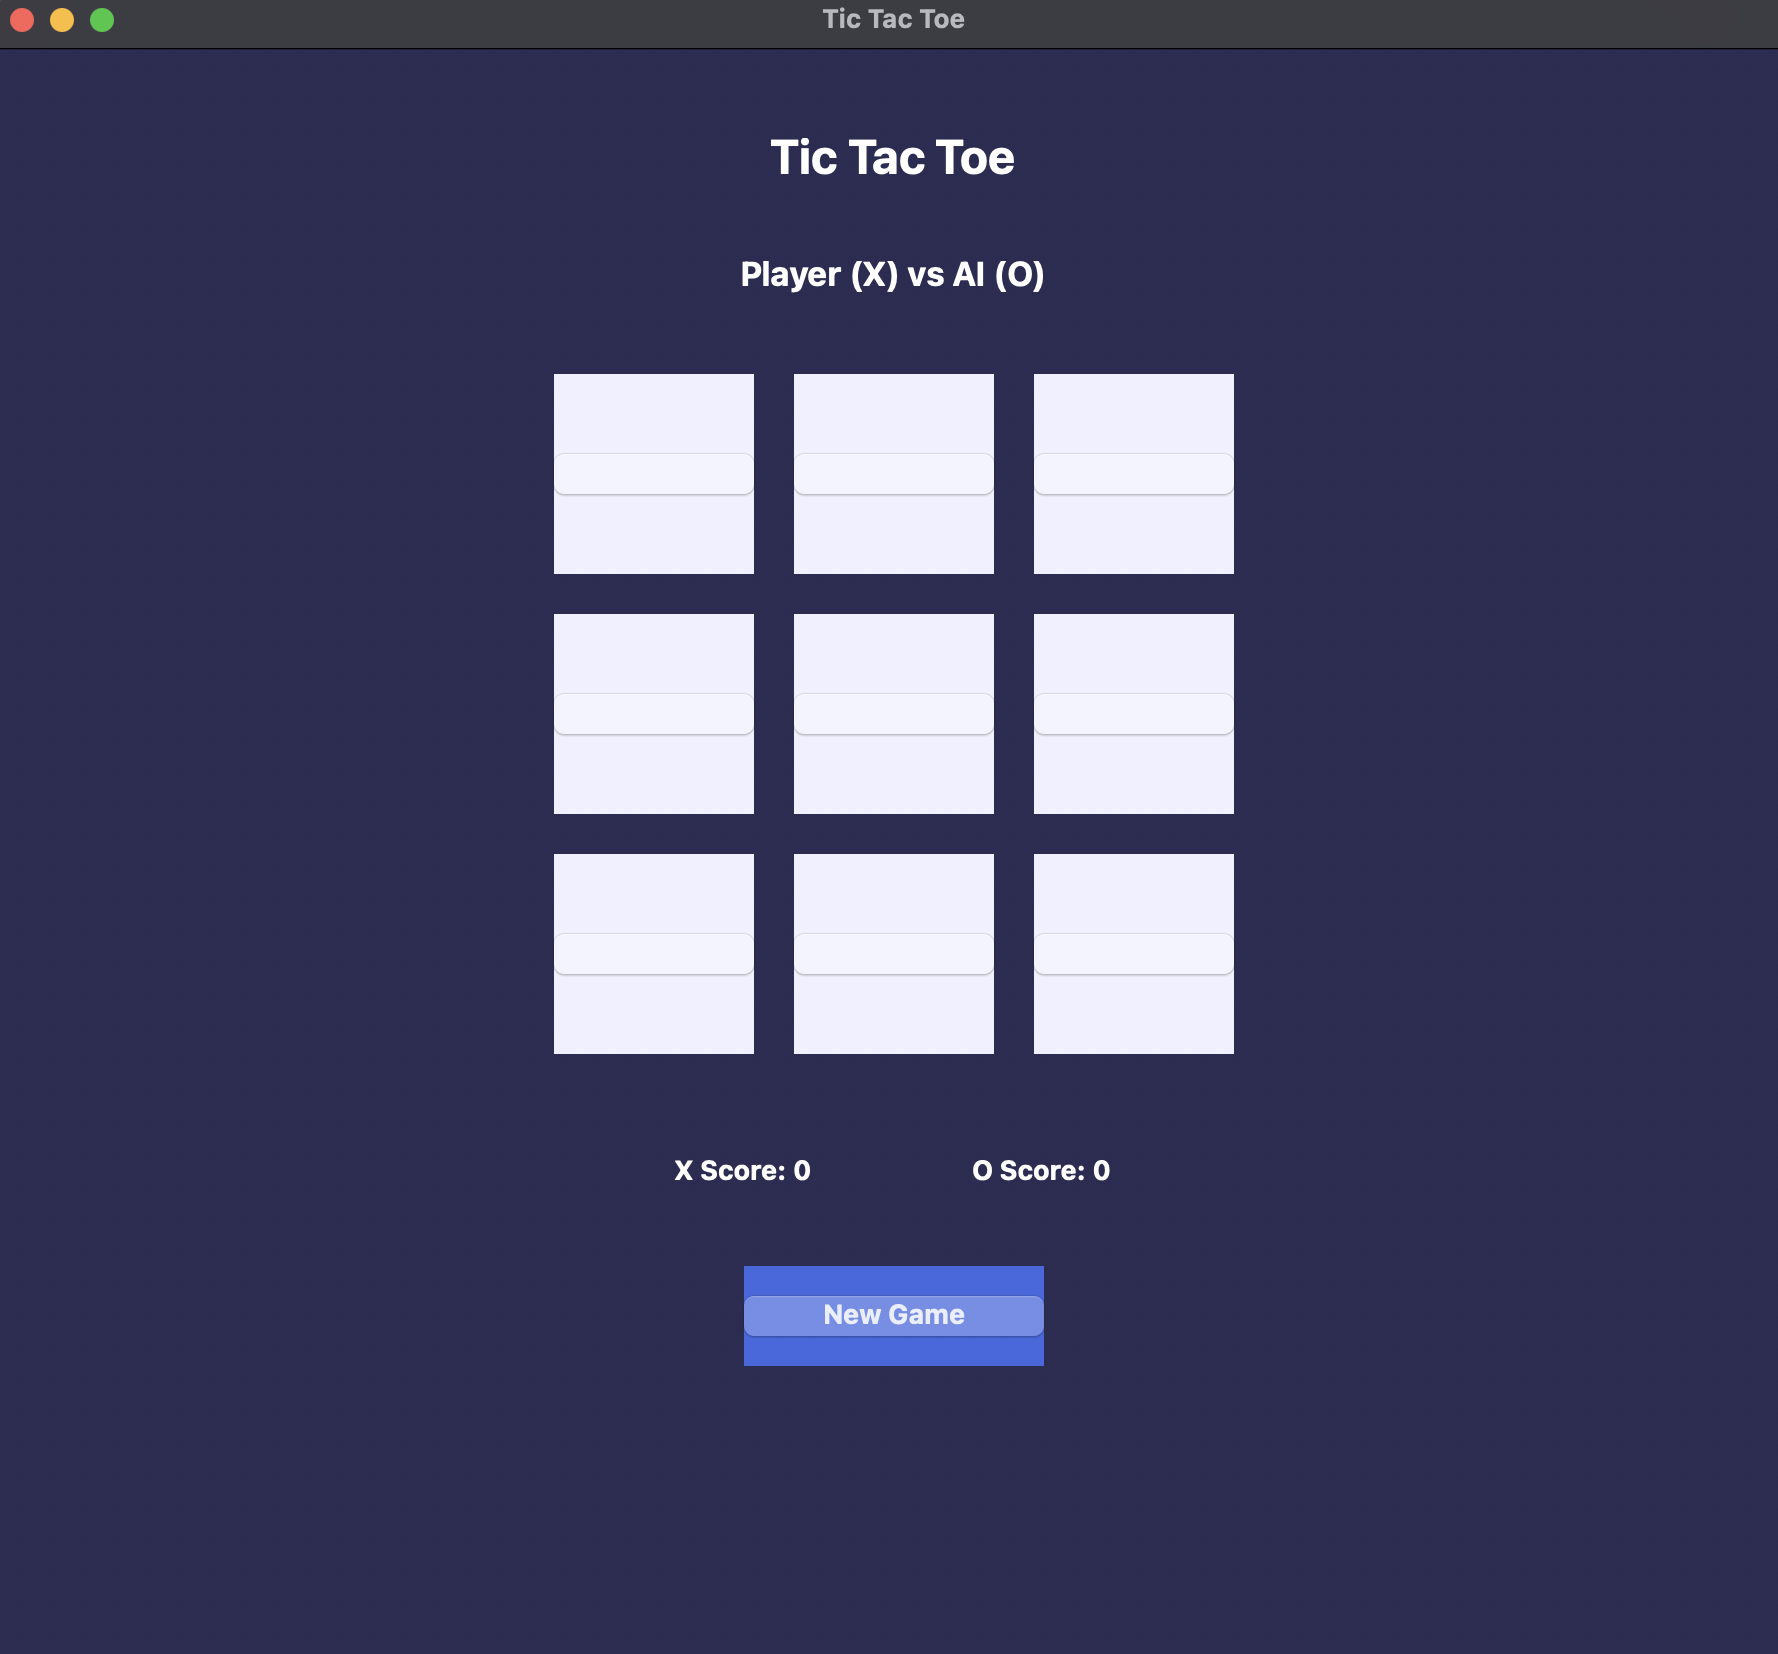 Tic Tac Toe
Tic Tac Toe
Player (X) vs AI (O)
X Score: 0
O Score: 0
New Game